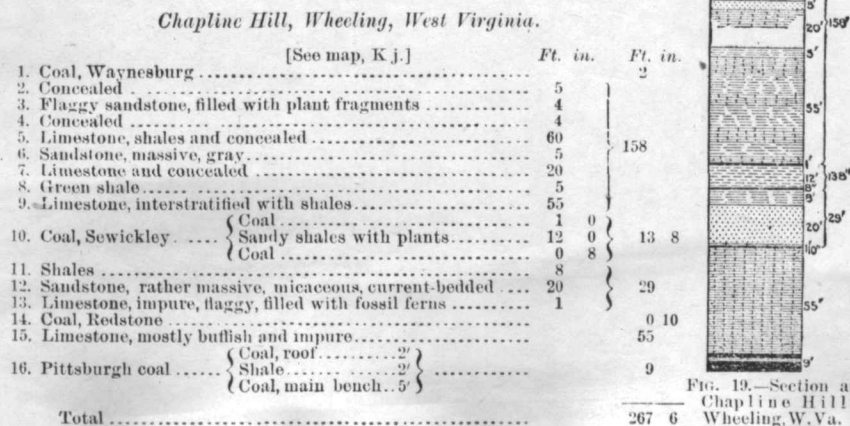 Chapline Hill, Wheeling, West Virginia.
[See map, K j.] Ft. in. Ft. in.
1. Coal, Waynesburg 2
2. Concealed 5
3. Flaggy sandstone, filled with plant fragments 4
4. Concealed 4
5. Limestone, shales and concealed 60
158
6. Sandstone, massive, gray 5
7. Limestone and concealed 20
8. Green shale 5
9. Limestone, interstratified with shales 55
10. Coal, Sewickley
Coal 1 0
Sandy shales with plants 12 0 13 8
Coal 0 8
11. Shales 8
12. Sandstone, rather massive, micaceous, current-bedded 20 29
13. Limestone, impure, flaggy, filled with fossil ferns 1
14. Coal, Redstone 0 10
15. Limestone, mostly buffish and impure 55
16. Pittsburgh coal
Coal, roof 2'
Shale 2' 9
Coal, main bench 5'
Total 267 6
5'
20' 150'
5'
55'
1'
12' 138'
8"
9'
20' 29'
1'0"
55'
9'
FIG. 19.—Section a
Chapline Hill
Wheeling, W. Va.